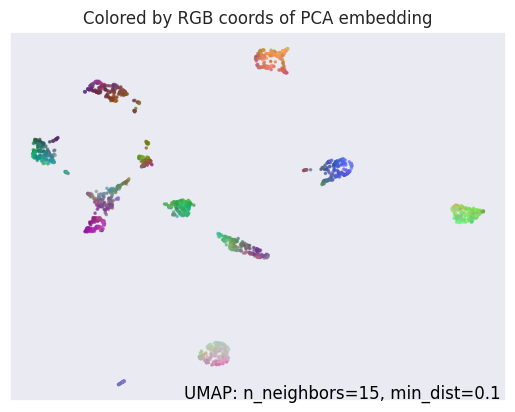 Colored by RGB coords of PCA embedding
UMAP: n_neighbors=15, min_dist=0.1